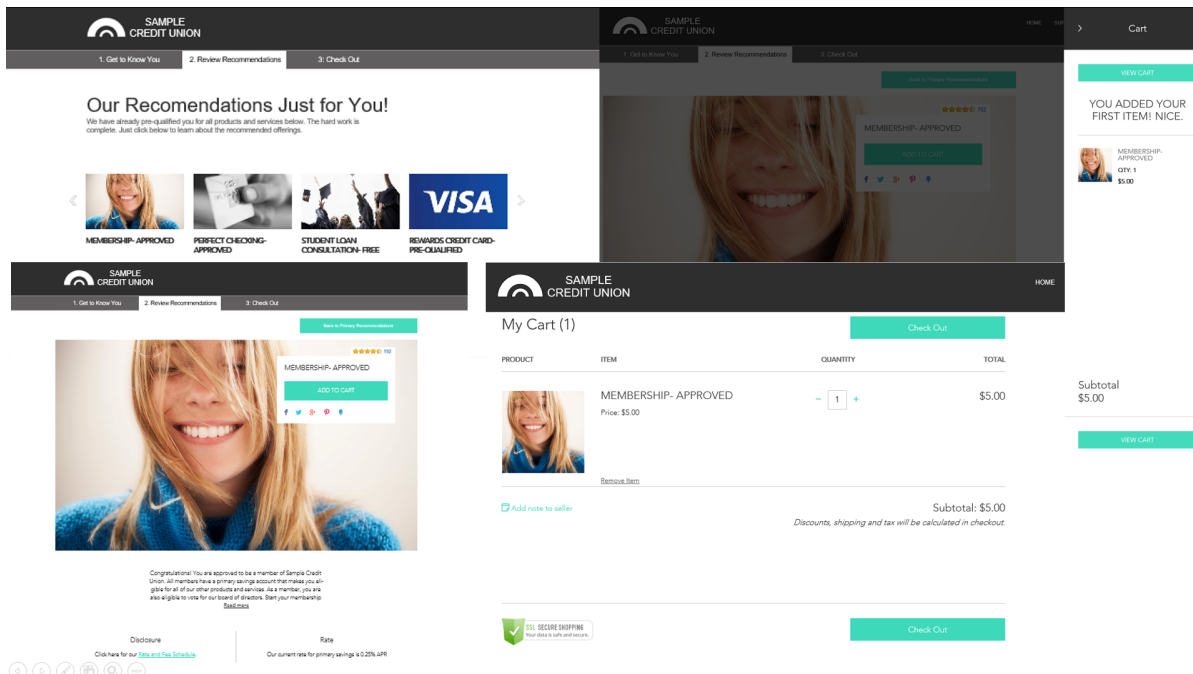 SAMPLE
CREDIT UNION
1. Get to Know You
2. Review Recommendations
3: Check Out
Our Recomendations Just for You!
We have already pre-qualified you for all products and services below. The hard work is
complete. Just click below to learn about the recommended offerings.
VISA
MEMBERSHIP- APPROVED
PERFECT CHECKING-
APPROVED
STUDENT LOAN
CONSULTATION- FREE
REWARDS CREDIT CARD-
PRE-QUALIFIED
SAMPLE
CREDIT UNION
HOME
SUP
1. Get to Know You
2. Review Recommendations
3: Check Out
Back to Primary Recommendations
192
MEMBERSHIP- APPROVED
ADD TO CART
Cart
VIEW CART
YOU ADDED YOUR
FIRST ITEM! NICE.
MEMBERSHIP-
APPROVED
QTY: 1
$5.00
Subtotal
$5.00
VIEW CART
SAMPLE
CREDIT UNION
1. Get to Know You
2. Review Recommendations
3: Check Out
Back to Primary Recommendations
192
MEMBERSHIP- APPROVED
ADD TO CART
Congratulations! You are approved to be a member of Sample Credit
Union. All members have a primary savings account that makes you eli-
gible for all of our other products and services. As a member, you are
also eligible to vote for our board of directors. Start your membership
Read more
Disclosure
Click here for our Rate and Fee Schedule.
Rate
Our current rate for primary savings is 0.25% APR
SAMPLE
CREDIT UNION
HOME
My Cart (1)
Check Out
PRODUCT
ITEM
QUANTITY
TOTAL
MEMBERSHIP- APPROVED
Price: $5.00
− 1 +
$5.00
Remove Item
Add note to seller
Subtotal: $5.00
Discounts, shipping and tax will be calculated in checkout.
SSL SECURE SHOPPING
Your data is safe and secure.
Check Out